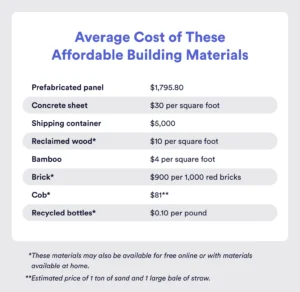 Average Cost of These
Affordable Building Materials
Prefabricated panel $1,795.80
Concrete sheet $30 per square foot
Shipping container $5,000
Reclaimed wood* $10 per square foot
Bamboo $4 per square foot
Brick* $900 per 1,000 red bricks
Cob* $81**
Recycled bottles* $0.10 per pound
*These materials may also be available for free online or with materials
available at home.
**Estimated price of 1 ton of sand and 1 large bale of straw.